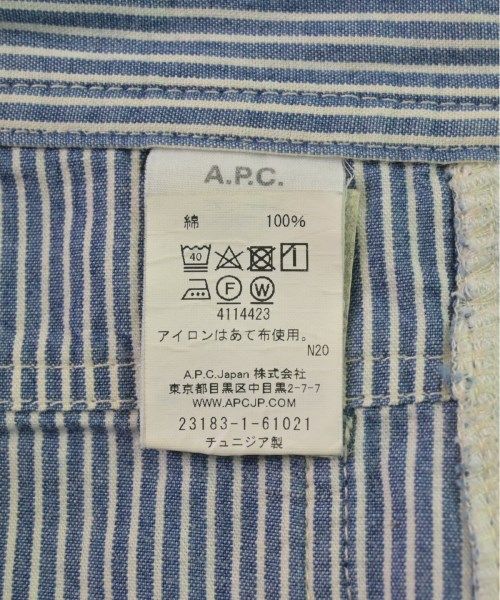 A.P.C.
綿 100%
40
F W
4114423
アイロンはあて布使用。
N20
A.P.C.Japan 株式会社
東京都目黒区中目黒2-7-7
WWW.APCJP.COM
23183-1-61021
チュニジア製